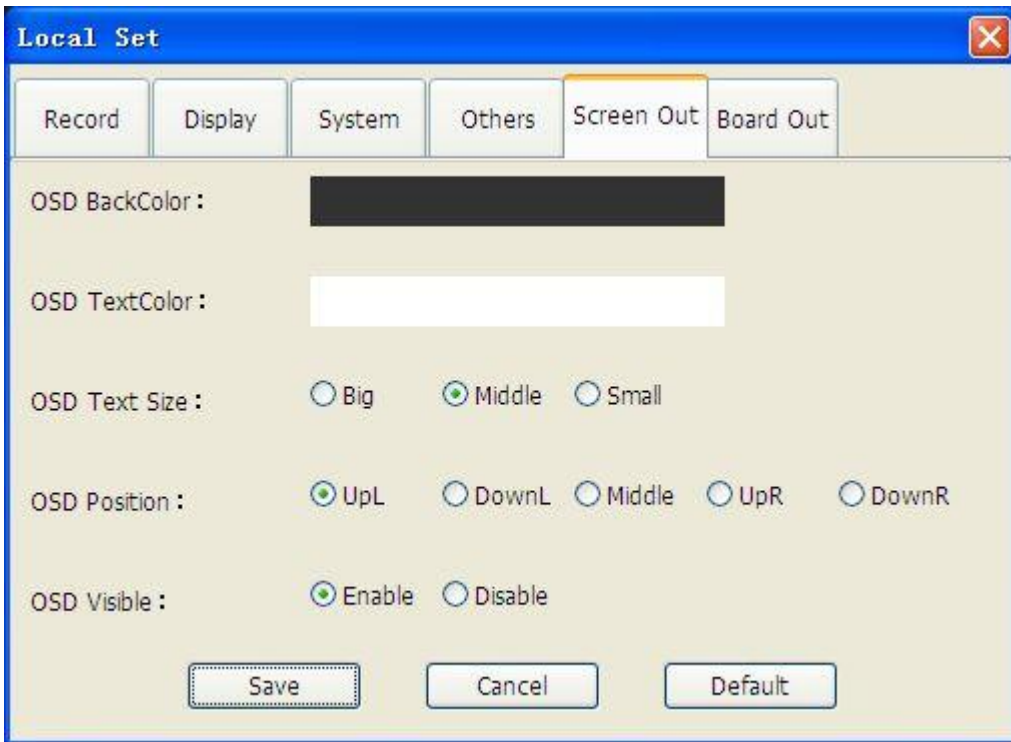 Local Set
Record Display System Others Screen Out Board Out
OSD BackColor:
OSD TextColor:
OSD Text Size: Big Middle Small
OSD Position: UpL DownL Middle UpR DownR
OSD Visible: Enable Disable
Save Cancel Default